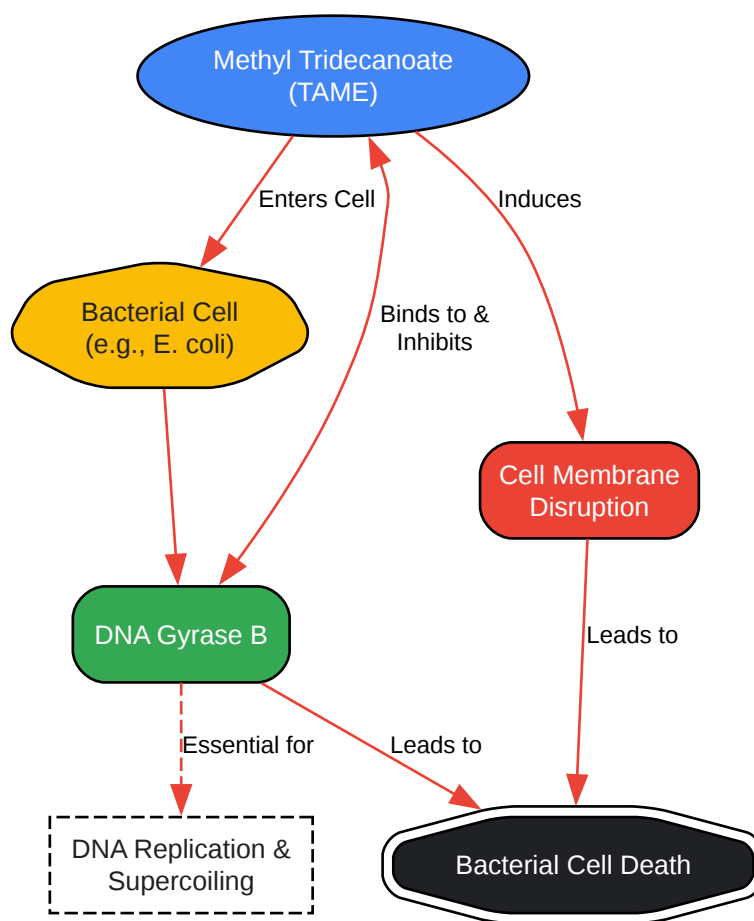 Methyl Tridecanoate
(TAME)
Enters Cell
Induces
Bacterial Cell
(e.g., E. coli)
Binds to &
Inhibits
Cell Membrane
Disruption
DNA Gyrase B
Leads to
Essential for
Leads to
DNA Replication &
Supercoiling
Bacterial Cell Death